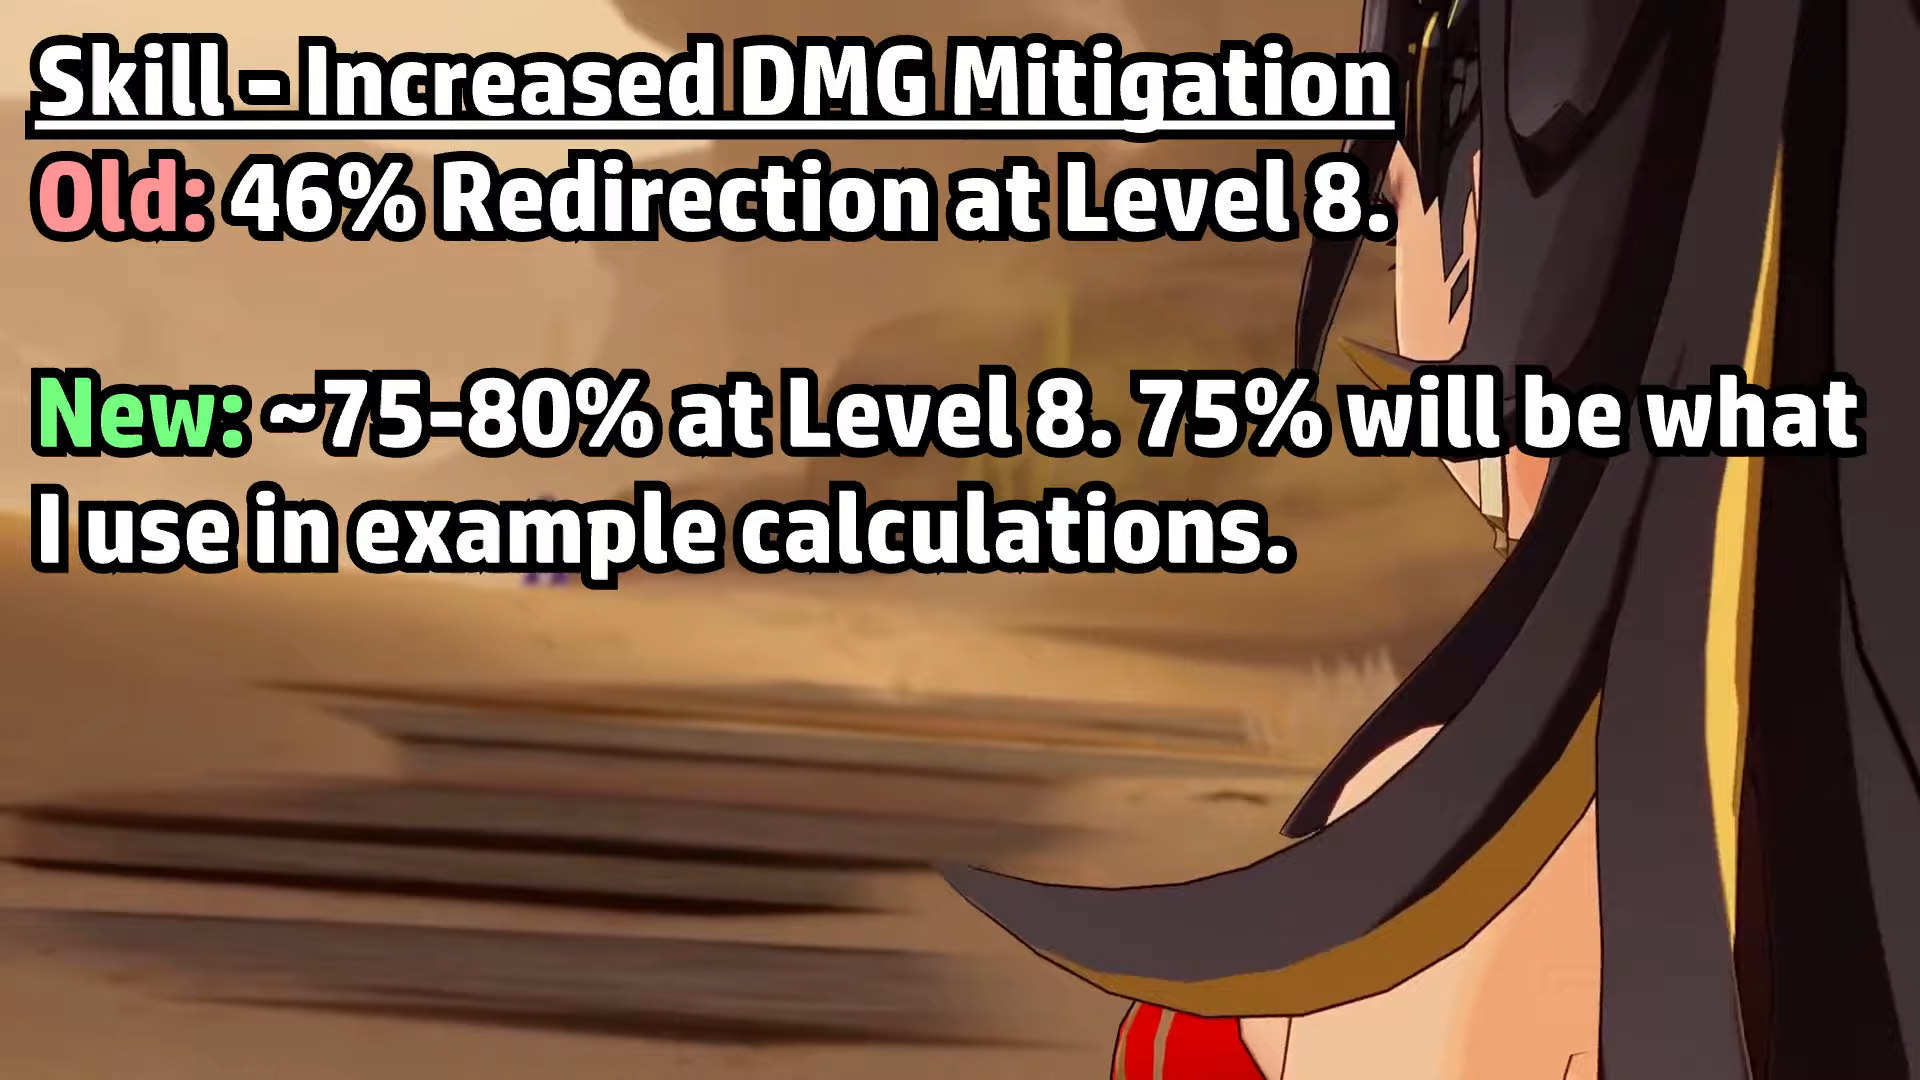 Skill - Increased DMG Mitigation
Old: 46% Redirection at Level 8.
New: ~75-80% at Level 8. 75% will be what
I use in example calculations.